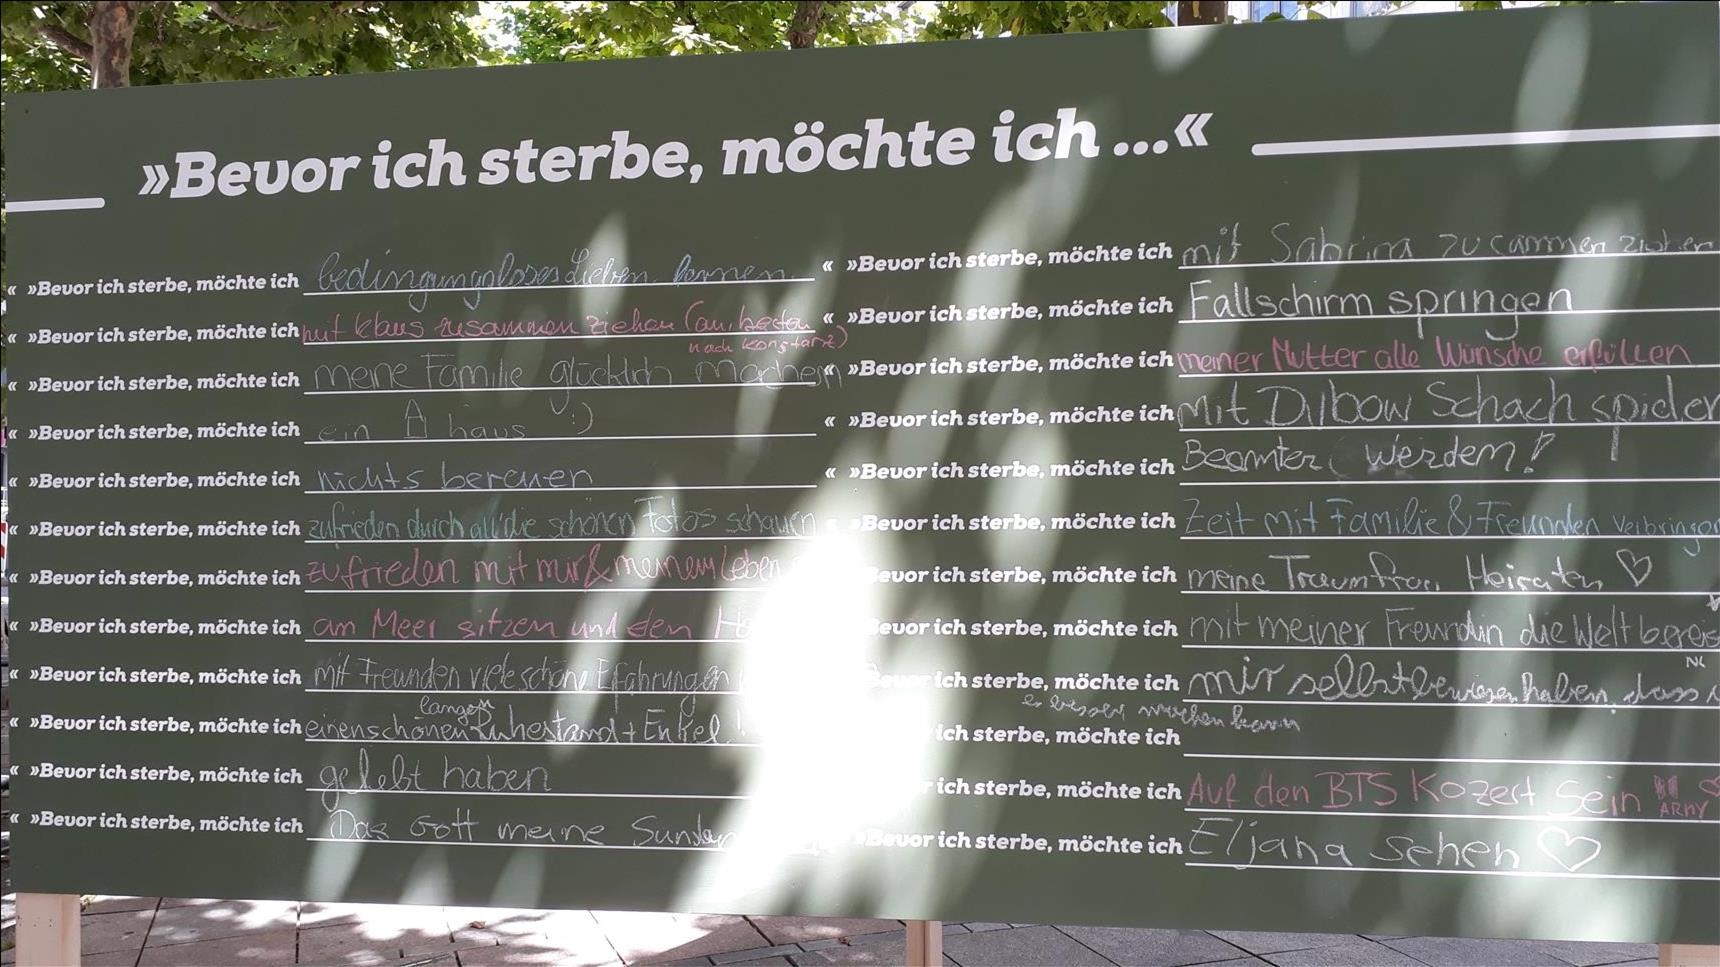 »Bevor ich sterbe, möchte ich ...«
« »Bevor ich sterbe, möchte ich bedingungsloses Lieben lernen
« »Bevor ich sterbe, möchte ich mit Klaus zusammen ziehen (am besten
nach Konstanz)
« »Bevor ich sterbe, möchte ich meine Familie glücklich machen
« »Bevor ich sterbe, möchte ich ein haus :)
« »Bevor ich sterbe, möchte ich nichts bereuen
« »Bevor ich sterbe, möchte ich zufrieden durch all die schönen Fotos schauen
« »Bevor ich sterbe, möchte ich zufrieden mit mir & meinem Leben
« »Bevor ich sterbe, möchte ich am Meer sitzen und den
« »Bevor ich sterbe, möchte ich mit Freunden viele schöne Erfahrungen
langen
« »Bevor ich sterbe, möchte ich einen schönen Ruhestand + Enkel!
« »Bevor ich sterbe, möchte ich gelebt haben
« »Bevor ich sterbe, möchte ich Das Gott meine
« »Bevor ich sterbe, möchte ich mit Sabrina zusammen ziehen
« »Bevor ich sterbe, möchte ich Fallschirm springen
« »Bevor ich sterbe, möchte ich meiner Mutter alle Wünsche erfüllen
« »Bevor ich sterbe, möchte ich mit Dilbow Schach spielen
« »Bevor ich sterbe, möchte ich Beamter werden!
« »Bevor ich sterbe, möchte ich Zeit mit Familie & Freunden verbringen
Bevor ich sterbe, möchte ich meine Traumfrau Heiraten ♡
Bevor ich sterbe, möchte ich mit meiner Freundin die Welt bereis
Bevor ich sterbe, möchte ich mir selbst bewiesen haben, dass
es besser machen kann
ich sterbe, möchte ich
ich sterbe, möchte ich Auf den BTS Kozert sein
ARMY
»Bevor ich sterbe, möchte ich Eljana sehen ♡